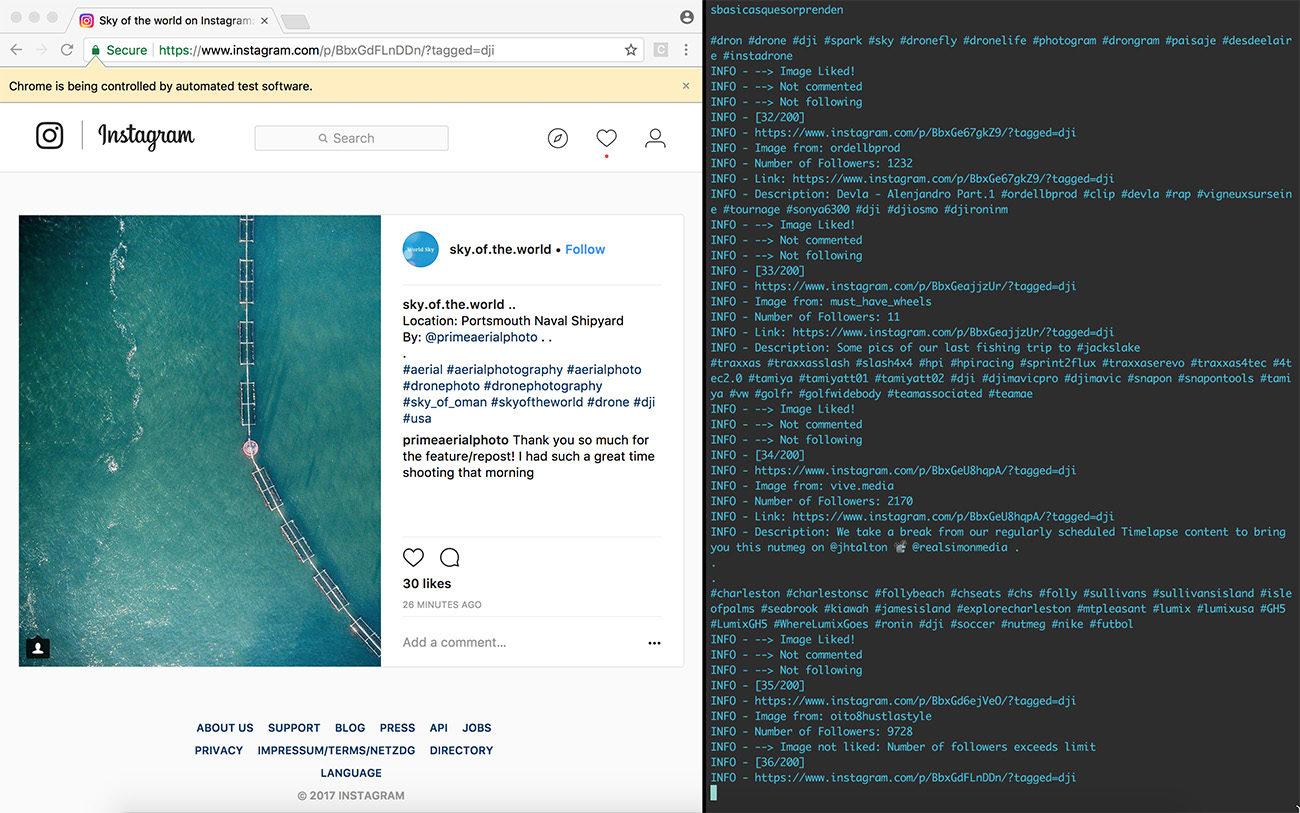 Sky of the world on Instagram:
Secure
https://www.instagram.com/p/BbxGdFLnDDn/?tagged=dji
C
Chrome is being controlled by automated test software.
Instagram
Search
World Sky
sky.of.the.world • Follow
sky.of.the.world ..
Location: Portsmouth Naval Shipyard
By: @primeaerialphoto . .
.
#aerial #aerialphotography #aerialphoto
#dronephoto #dronephotography
#sky_of_oman #skyoftheworld #drone #dji
#usa
primeaerialphoto Thank you so much for
the feature/repost! I had such a great time
shooting that morning
30 likes
26 MINUTES AGO
Add a comment...
ABOUT US SUPPORT BLOG PRESS API JOBS
PRIVACY IMPRESSUM/TERMS/NETZDG DIRECTORY
LANGUAGE
© 2017 INSTAGRAM
sbasicasquesorprenden
#dron #drone #dji #spark #sky #dronefly #dronelife #photogram #drongram #paisaje #desdeelair
e #instadrone
INFO - --> Image Liked!
INFO - --> Not commented
INFO - --> Not following
INFO - [32/200]
INFO - https://www.instagram.com/p/BbxGe67gkZ9/?tagged=dji
INFO - Image from: ordellbprod
INFO - Number of Followers: 1232
INFO - Link: https://www.instagram.com/p/BbxGe67gkZ9/?tagged=dji
INFO - Description: Devla - Alenjandro Part.1 #ordellbprod #clip #devla #rap #vigneuxsursein
e #tournage #sonya6300 #dji #djiosmo #djironinm
INFO - --> Image Liked!
INFO - --> Not commented
INFO - --> Not following
INFO - [33/200]
INFO - https://www.instagram.com/p/BbxGeajjzUr/?tagged=dji
INFO - Image from: must_have_wheels
INFO - Number of Followers: 11
INFO - Link: https://www.instagram.com/p/BbxGeajjzUr/?tagged=dji
INFO - Description: Some pics of our last fishing trip to #jackslake
#traxxas #traxxasslash #slash4x4 #hpi #hpiracing #sprint2flux #traxxaserevo #traxxas4tec #4t
ec2.0 #tamiya #tamiyatt01 #tamiyatt02 #dji #djimavicpro #djimavic #snapon #snapontools #tami
ya #vw #golfr #golfwidebody #teamassociated #teamae
INFO - --> Image Liked!
INFO - --> Not commented
INFO - --> Not following
INFO - [34/200]
INFO - https://www.instagram.com/p/BbxGeU8hqpA/?tagged=dji
INFO - Image from: vive.media
INFO - Number of Followers: 2170
INFO - Link: https://www.instagram.com/p/BbxGeU8hqpA/?tagged=dji
INFO - Description: We take a break from our regularly scheduled Timelapse content to bring
you this nutmeg on @jhtalton 📽 @realsimonmedia .
.
.
#charleston #charlestonsc #follybeach #chseats #chs #folly #sullivans #sullivansisland #isle
ofpalms #seabrook #kiawah #jamesisland #explorecharleston #mtpleasant #lumix #lumixusa #GH5
#LumixGH5 #WhereLumixGoes #ronin #dji #soccer #nutmeg #nike #futbol
INFO - --> Image Liked!
INFO - --> Not commented
INFO - --> Not following
INFO - [35/200]
INFO - https://www.instagram.com/p/BbxGd6ejVeO/?tagged=dji
INFO - Image from: oito8hustlastyle
INFO - Number of Followers: 9728
INFO - --> Image not liked: Number of followers exceeds limit
INFO - [36/200]
INFO - https://www.instagram.com/p/BbxGdFLnDDn/?tagged=dji